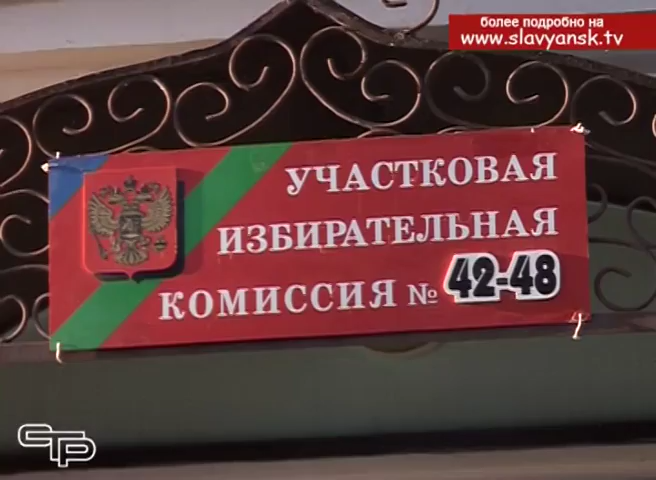 более подробно на
www.slavyansk.tv
УЧАСТКОВАЯ
ИЗБИРАТЕЛЬНАЯ
КОМИССИЯ № 42-48
СТР